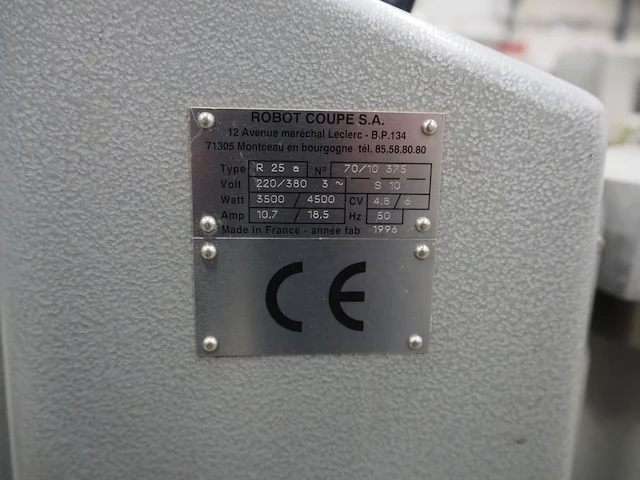 ROBOT COUPE S.A.
12 Avenue maréchal Leclerc - B.P.134
71305 Montceau en bourgogne tél. 85.58.80.80
Type R 25 a N° 70/10 375
Volt 220/380 3 ~ S 10
Watt 3500 / 4500 CV 4.8 / 6
Amp 10,7 / 18,5 Hz 50
Made in France - année fab 1996
CE